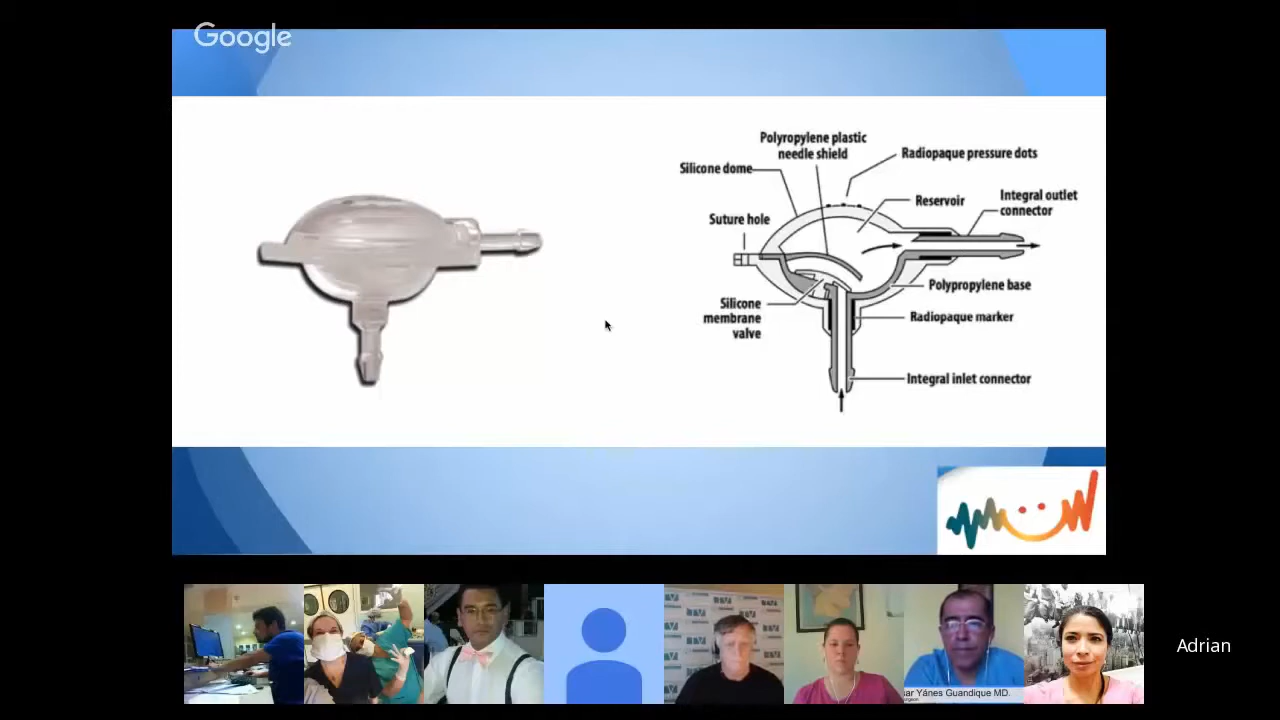 Google
Polyropylene plastic
needle shield
Radiopaque pressure dots
Silicone dome
Integral outlet
connector
Reservoir
Suture hole
Polypropylene base
Silicone
membrane
valve
Radiopaque marker
Integral inlet connector
Adrian
sar Yánes Guandique MD.